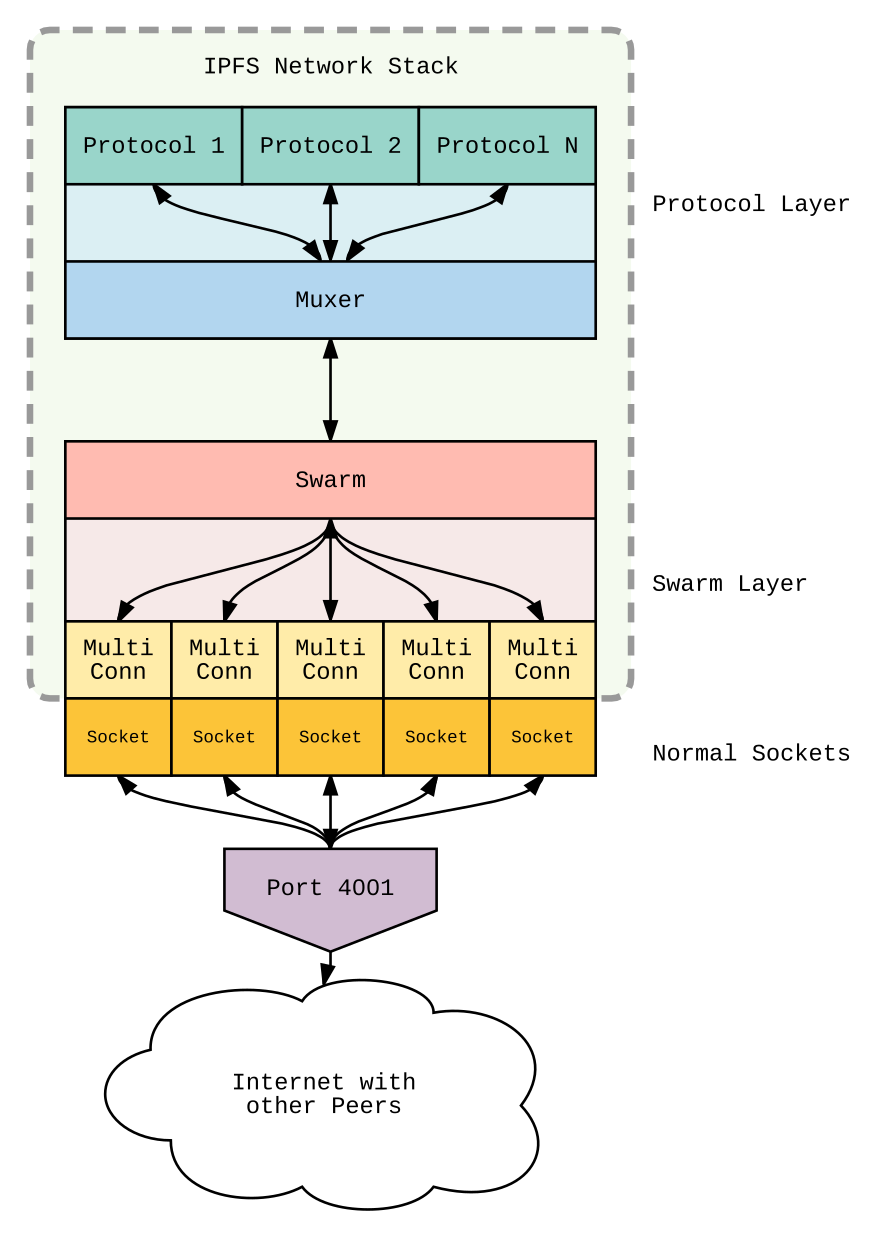 IPFS Network Stack
Protocol 1
Protocol 2
Protocol N
Protocol Layer
Muxer
Swarm
Swarm Layer
Multi
Conn
Multi
Conn
Multi
Conn
Multi
Conn
Multi
Conn
Socket
Socket
Socket
Socket
Socket
Normal Sockets
Port 4OO1
Internet with
other Peers